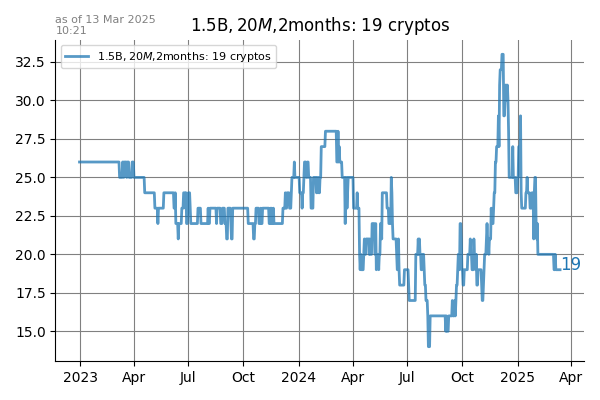 as of 13 Mar 2025
10:21
1.5B, 20M,2months: 19 cryptos
1.5B, 20M,2months: 19 cryptos
32.5
30.0
27.5
25.0
22.5
20.0
17.5
15.0
19
2023 Apr Jul Oct 2024 Apr Jul Oct 2025 Apr